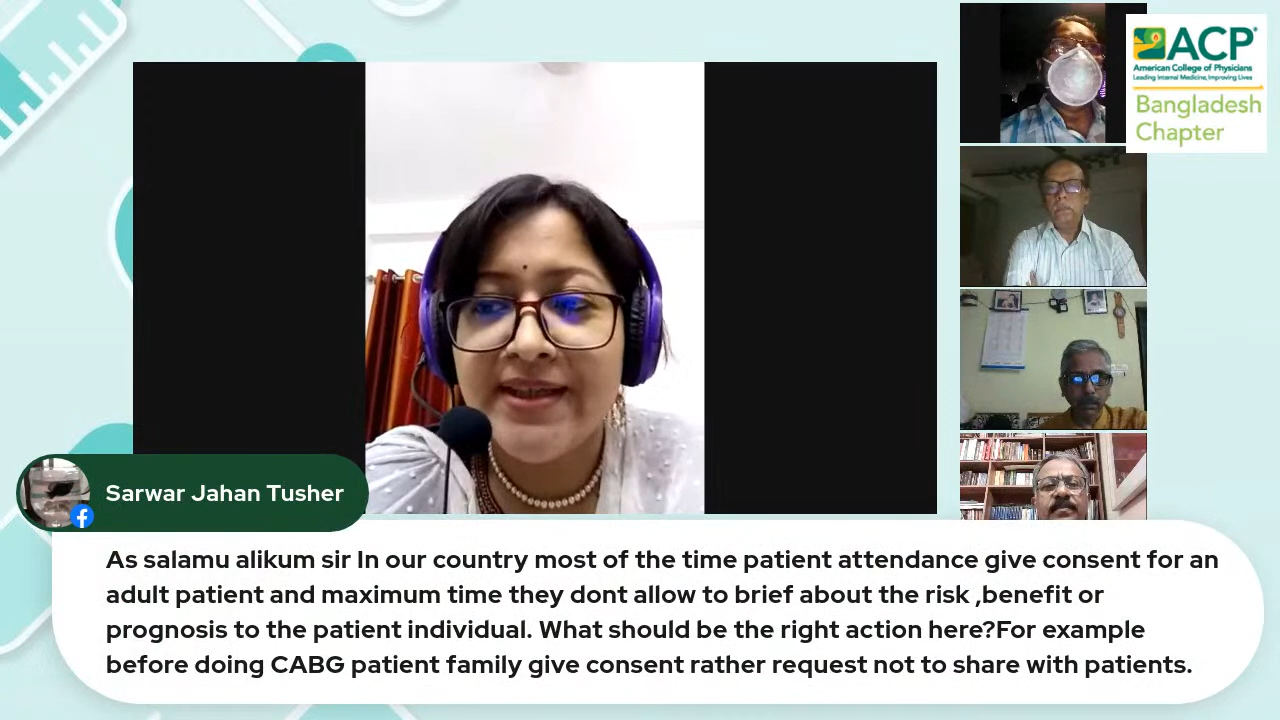 ACP®
American College of Physicians
Leading Internal Medicine, Improving Lives
Bangladesh
Chapter
Sarwar Jahan Tusher
As salamu alikum sir In our country most of the time patient attendance give consent for an
adult patient and maximum time they dont allow to brief about the risk ,benefit or
prognosis to the patient individual. What should be the right action here?For example
before doing CABG patient family give consent rather request not to share with patients.